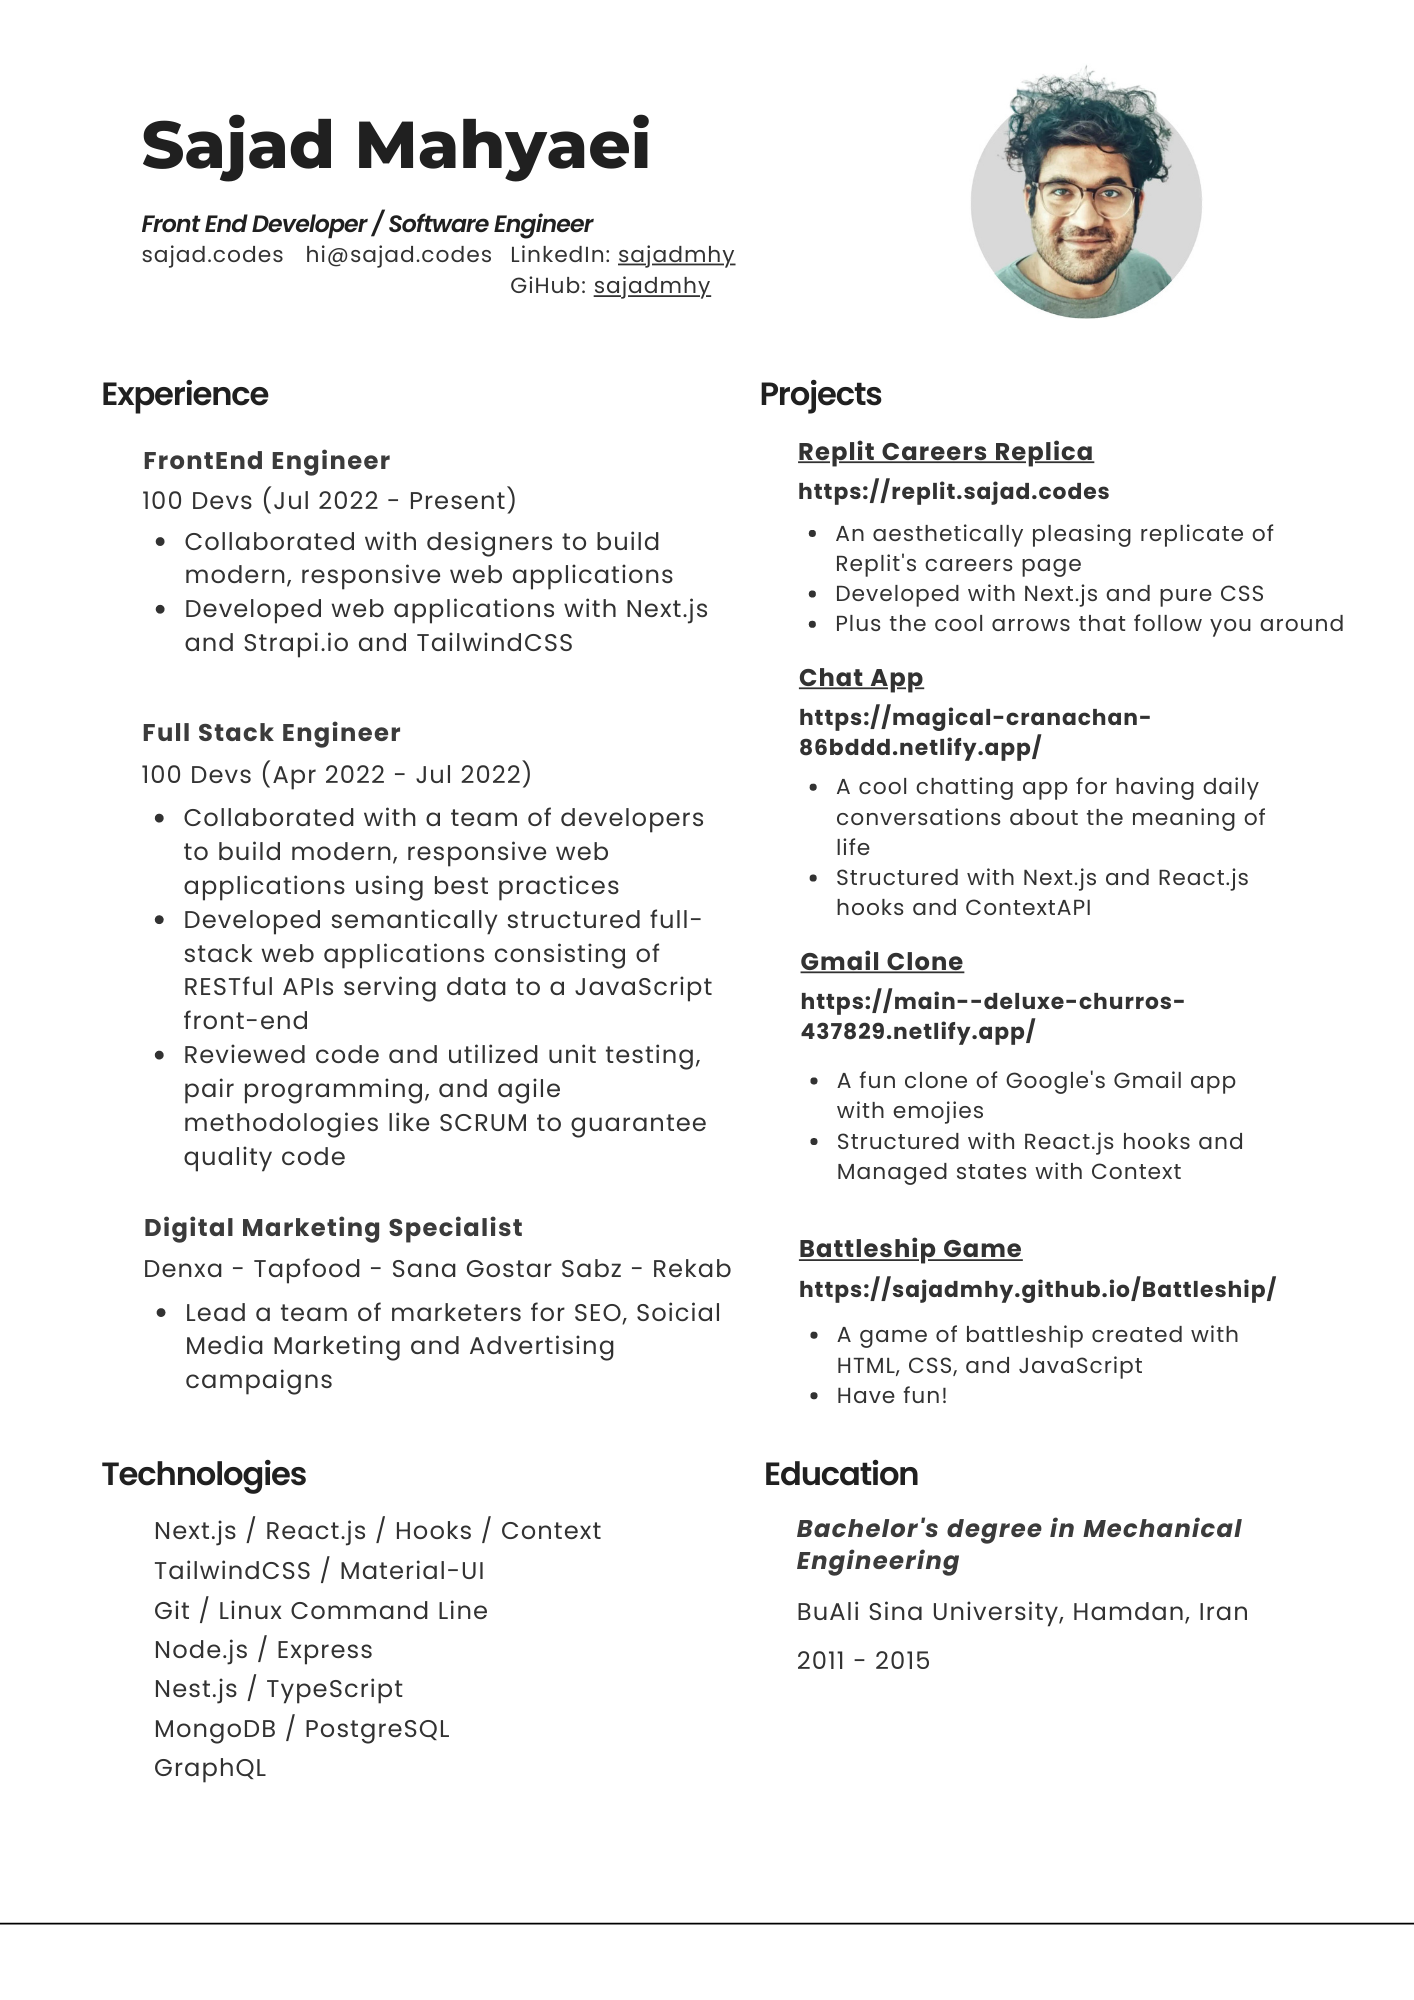 Sajad Mahyaei
Front End Developer / Software Engineer
sajad.codes hi@sajad.codes LinkedIn: sajadmhy
GiHub: sajadmhy
Experience
FrontEnd Engineer
100 Devs (Jul 2022 - Present)
• Collaborated with designers to build
modern, responsive web applications
• Developed web applications with Next.js
and Strapi.io and TailwindCSS
Full Stack Engineer
100 Devs (Apr 2022 - Jul 2022)
• Collaborated with a team of developers
to build modern, responsive web
applications using best practices
• Developed semantically structured full-
stack web applications consisting of
RESTful APIs serving data to a JavaScript
front-end
• Reviewed code and utilized unit testing,
pair programming, and agile
methodologies like SCRUM to guarantee
quality code
Digital Marketing Specialist
Denxa - Tapfood - Sana Gostar Sabz - Rekab
• Lead a team of marketers for SEO, Soicial
Media Marketing and Advertising
campaigns
Technologies
Next.js / React.js / Hooks / Context
TailwindCSS / Material-UI
Git / Linux Command Line
Node.js / Express
Nest.js / TypeScript
MongoDB / PostgreSQL
GraphQL
Projects
Replit Careers Replica
https://replit.sajad.codes
• An aesthetically pleasing replicate of
Replit's careers page
• Developed with Next.js and pure CSS
• Plus the cool arrows that follow you around
Chat App
https://magical-cranachan-
86bddd.netlify.app/
• A cool chatting app for having daily
conversations about the meaning of
life
• Structured with Next.js and React.js
hooks and ContextAPI
Gmail Clone
https://main--deluxe-churros-
437829.netlify.app/
• A fun clone of Google's Gmail app
with emojies
• Structured with React.js hooks and
Managed states with Context
Battleship Game
https://sajadmhy.github.io/Battleship/
• A game of battleship created with
HTML, CSS, and JavaScript
• Have fun!
Education
Bachelor's degree in Mechanical
Engineering
BuAli Sina University, Hamdan, Iran
2011 - 2015